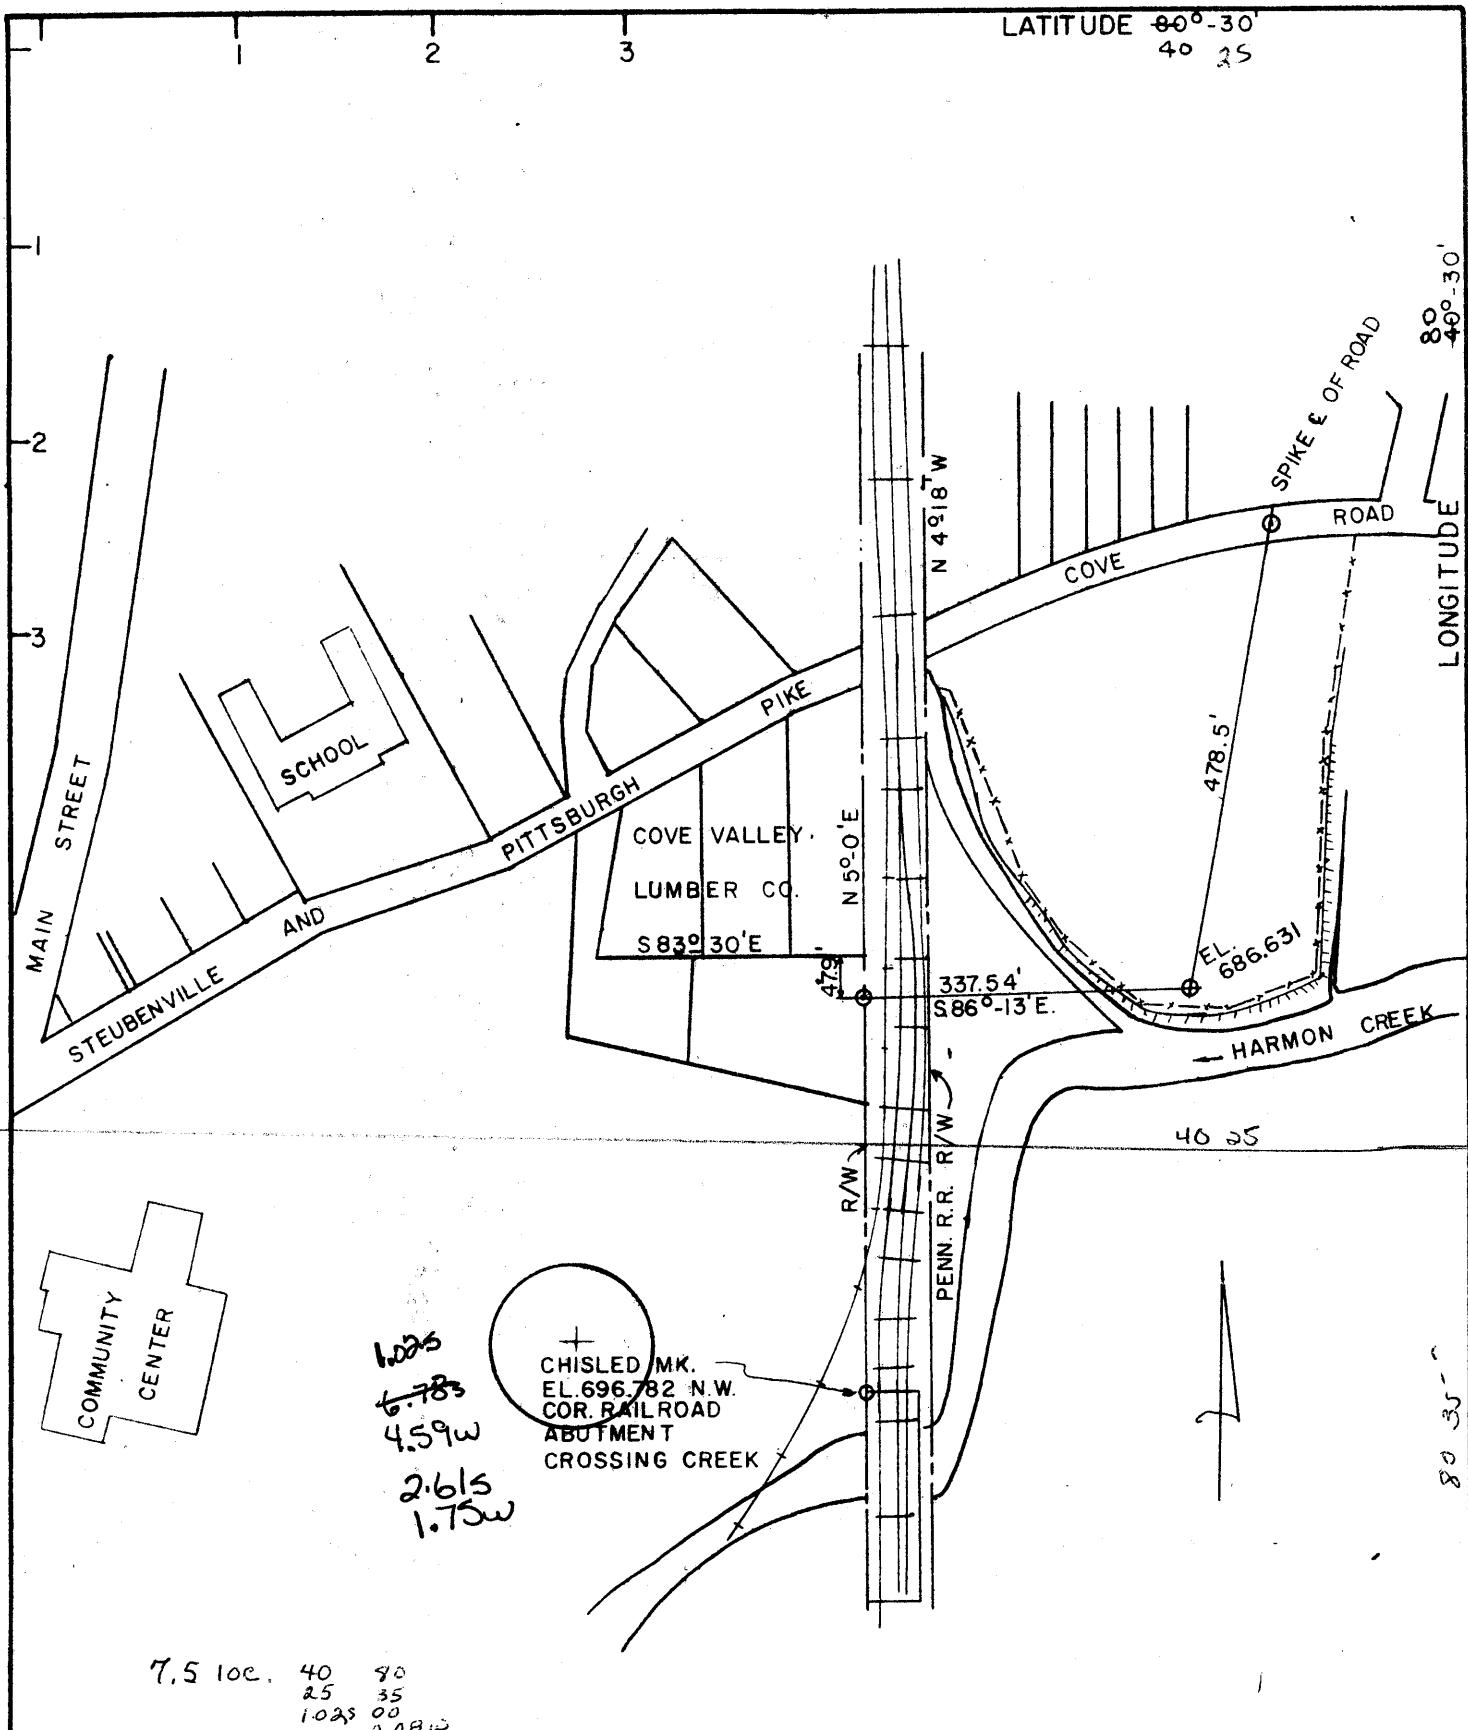 LATITUDE 80°-30'
40 25
1
2
3
1
2
3
80
40°-30'
LONGITUDE
SPIKE ℄ OF ROAD
ROAD
COVE
N 4°18' W
478.5'
PIKE
PITTSBURGH
AND
STEUBENVILLE
MAIN STREET
SCHOOL
COVE VALLEY
LUMBER CO.
S 83° 30' E
N 5°-0' E
47.9'
337.54'
S.86°-13' E.
EL.
686.631
← HARMON CREEK
40 25
R/W
PENN. R.R. R/W
COMMUNITY
CENTER
1.02s
6.78s
4.59w
2.61s
1.75w
CHISLED MK.
EL.696.782 N.W.
COR. RAILROAD
ABUTMENT
CROSSING CREEK
80 35
7.5 loc. 40 80
25 35
1.02s 00